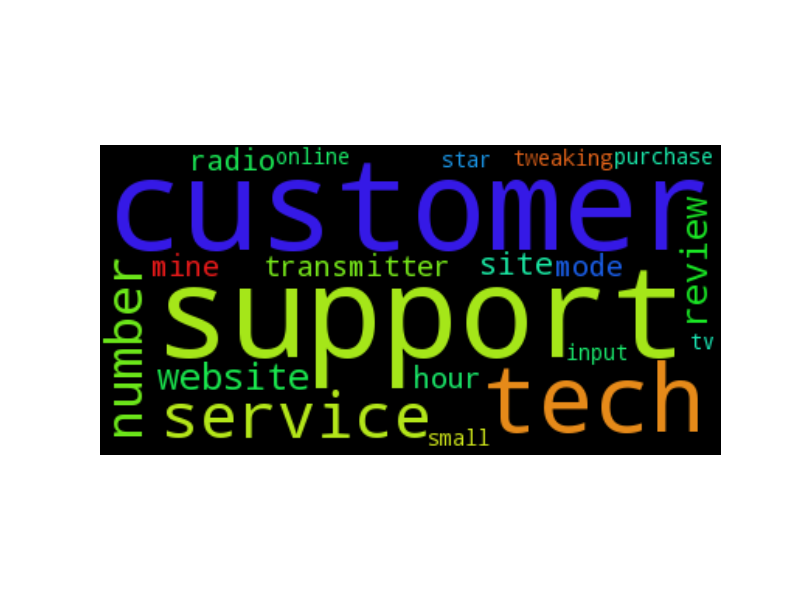 radio online star tweaking purchase
customer
mine transmitter site mode
review
number
support
tv
input
website hour
tech
service
small